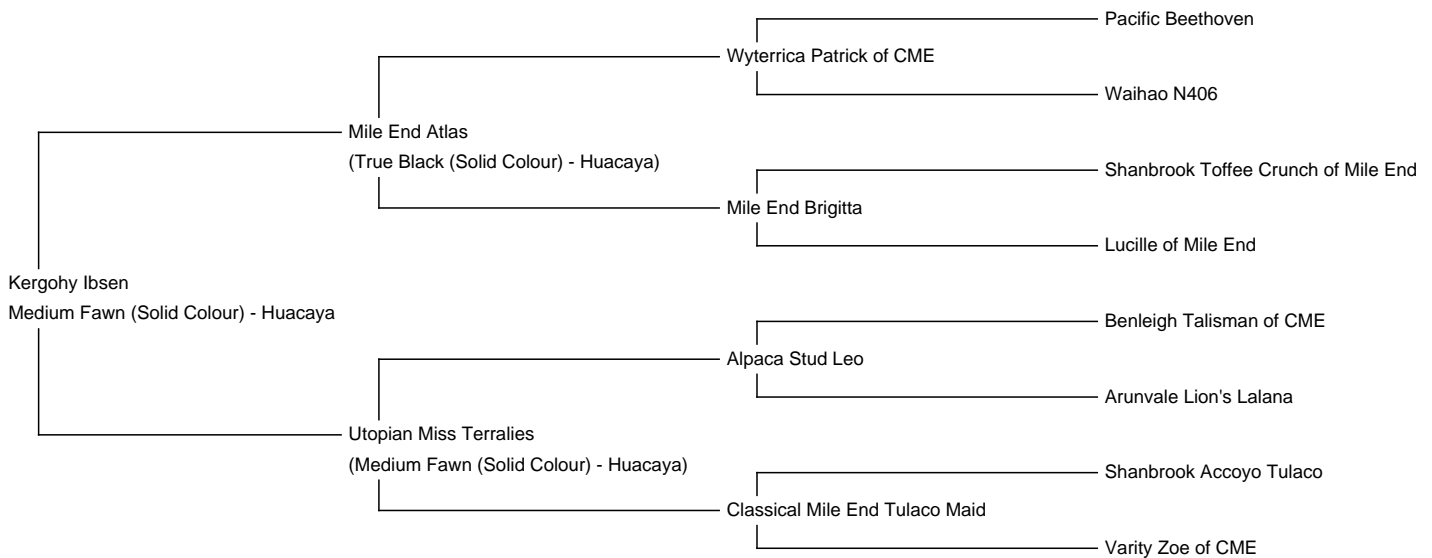 Pacific Beethoven
Wyterrica Patrick of CME
Waihao N406
Mile End Atlas
(True Black (Solid Colour) - Huacaya)
Shanbrook Toffee Crunch of Mile End
Mile End Brigitta
Lucille of Mile End
Kergohy Ibsen
Medium Fawn (Solid Colour) - Huacaya
Benleigh Talisman of CME
Alpaca Stud Leo
Arunvale Lion's Lalana
Utopian Miss Terralies
(Medium Fawn (Solid Colour) - Huacaya)
Shanbrook Accoyo Tulaco
Classical Mile End Tulaco Maid
Varity Zoe of CME